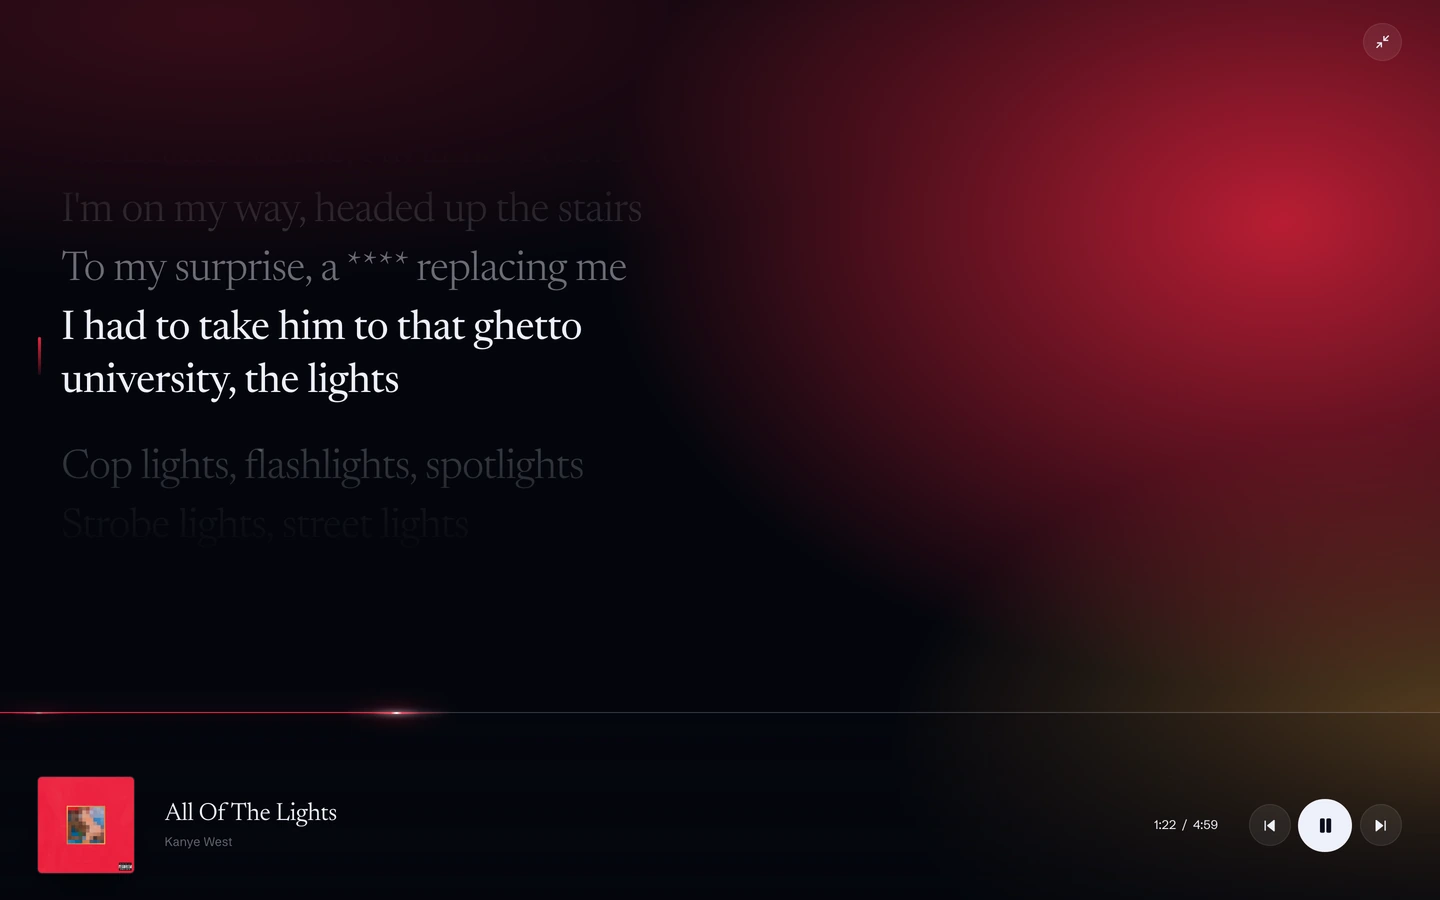 I'm on my way, headed up the stairs
To my surprise, a **** replacing me
I had to take him to that ghetto
university, the lights
Cop lights, flashlights, spotlights
Strobe lights, street lights
All Of The Lights
Kanye West
1:22 / 4:59